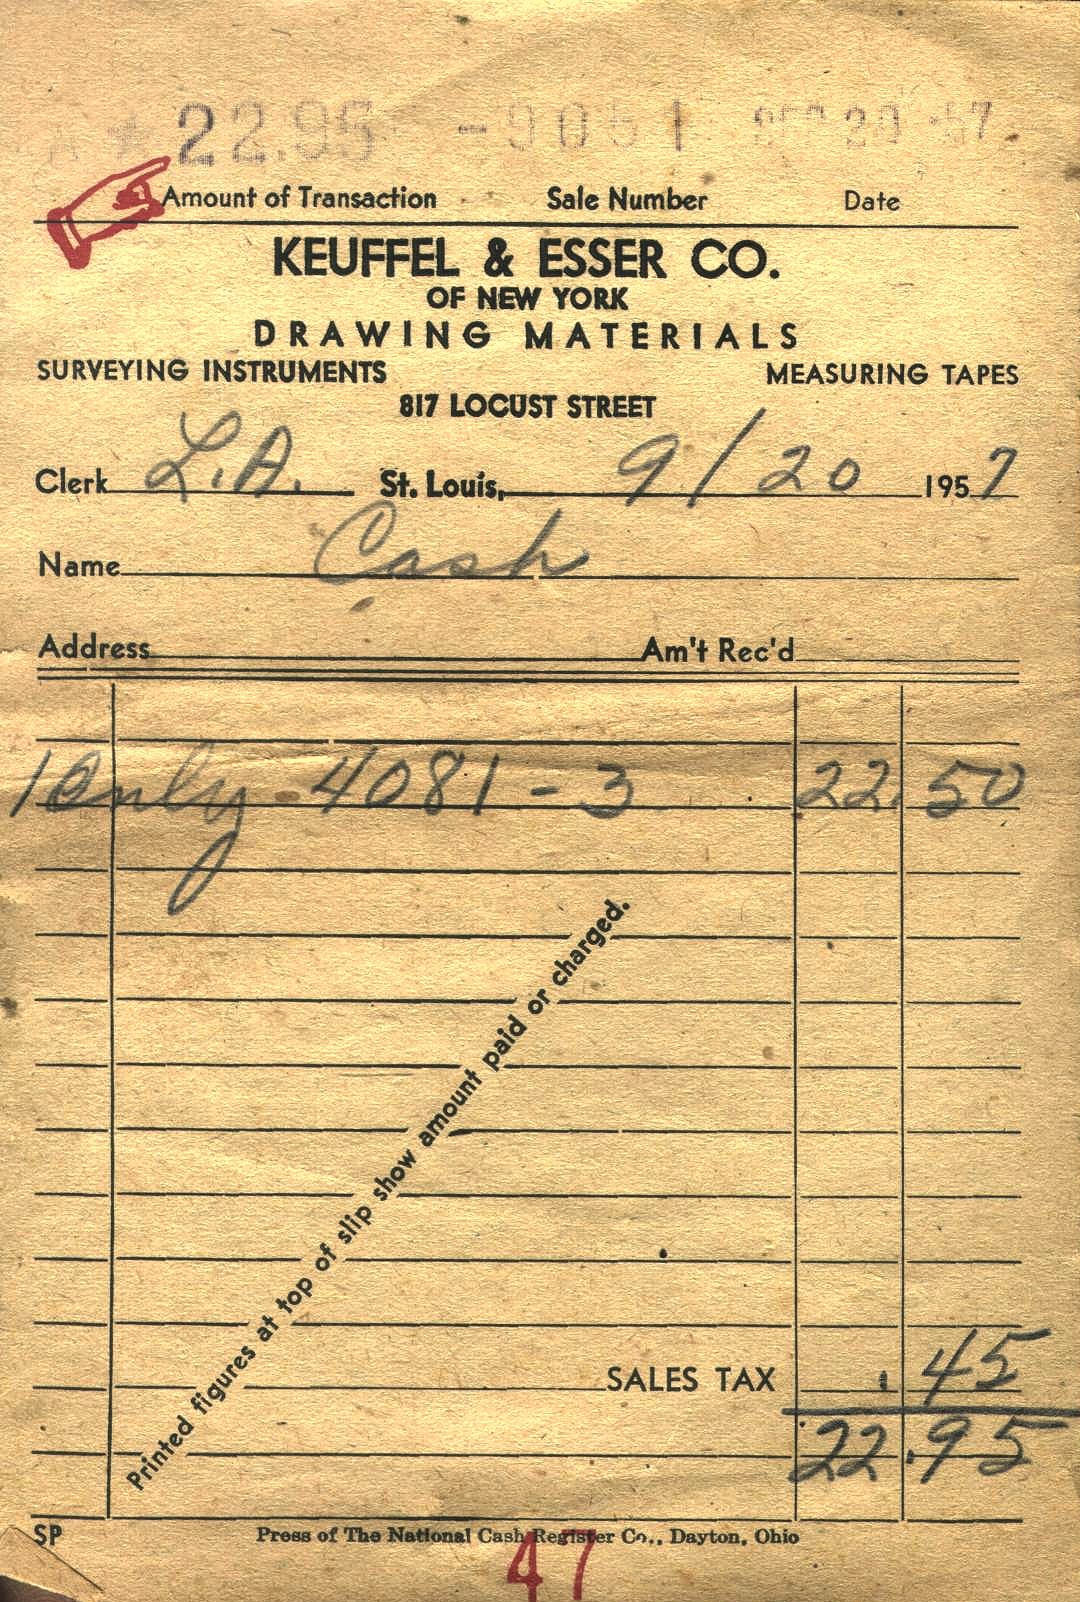 22.95 -9051 20 '57
Amount of Transaction Sale Number Date
KEUFFEL & ESSER CO.
OF NEW YORK
DRAWING MATERIALS
SURVEYING INSTRUMENTS MEASURING TAPES
817 LOCUST STREET
Clerk L.A. St. Louis, 9/20 1957
Name Cash
Address Am't Rec'd
1 Only 4081-3 22.50
Printed figures at top of slip show amount paid or charged.
SALES TAX .45
22.95
SP Press of The National Cash Register Co., Dayton, Ohio
47